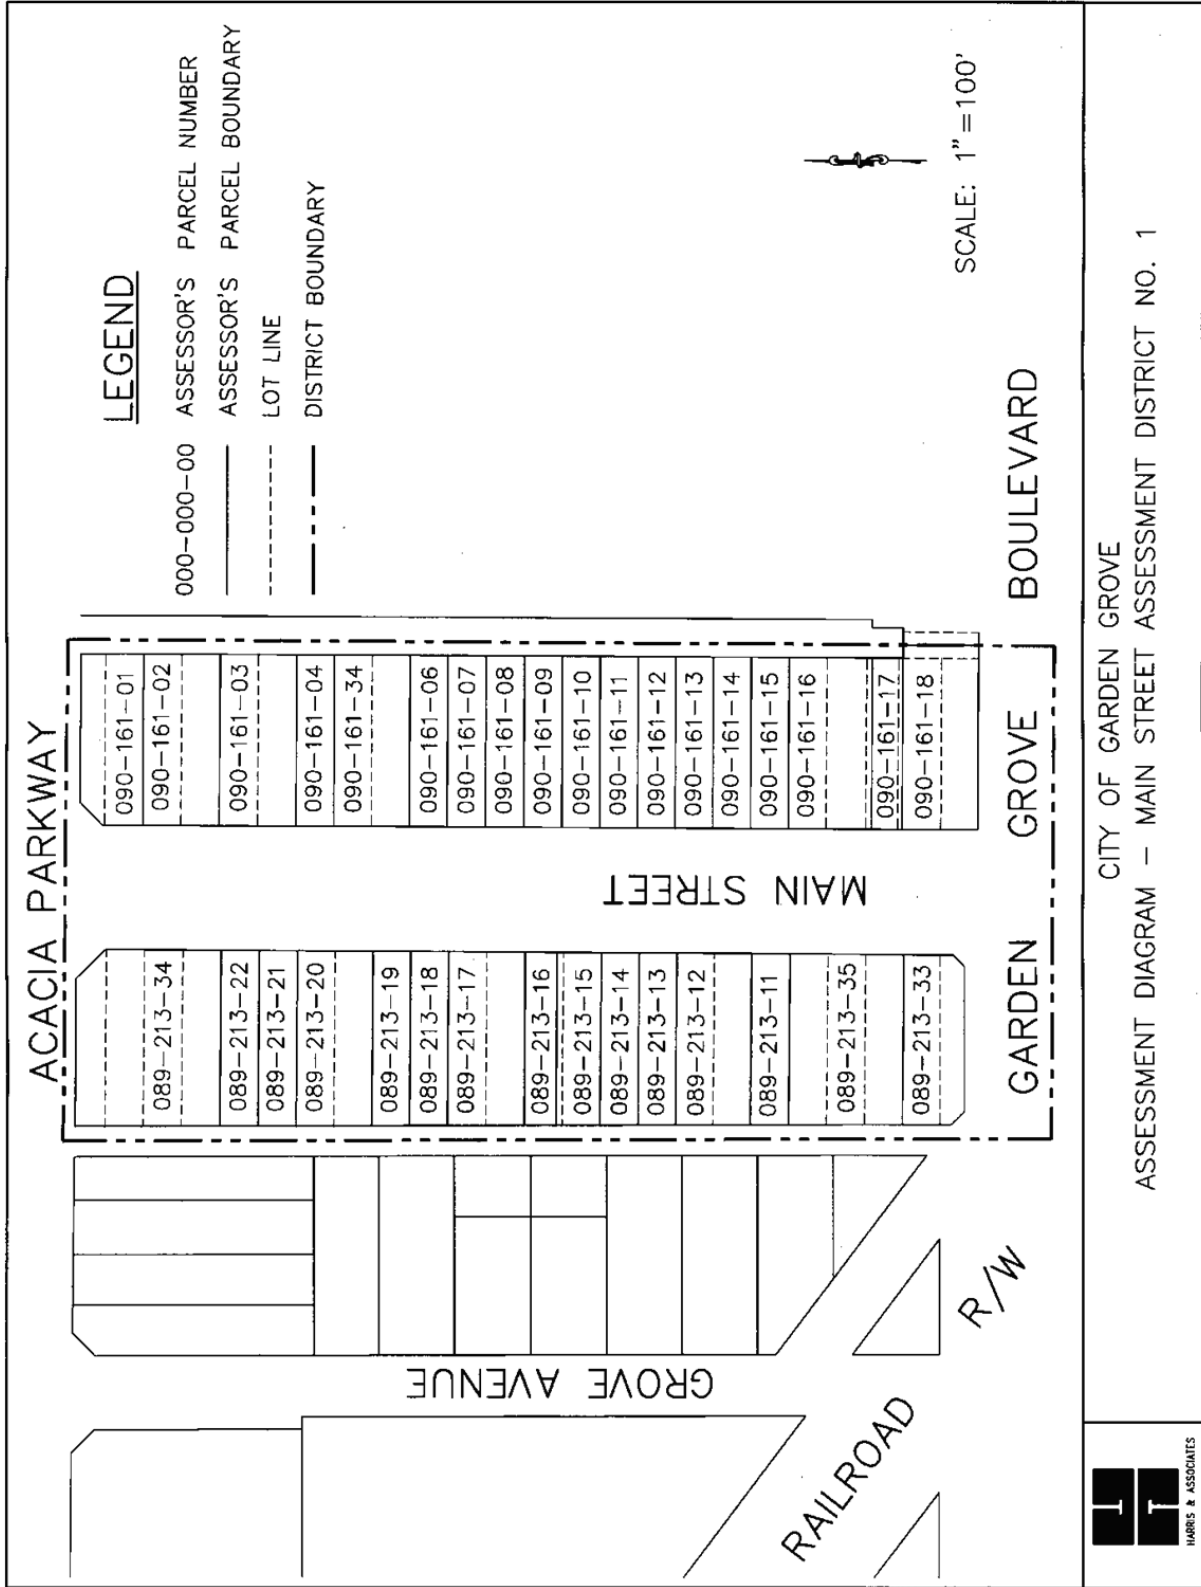 ACACIA PARKWAY
LEGEND
000-000-00 ASSESSOR'S PARCEL NUMBER
ASSESSOR'S PARCEL BOUNDARY
LOT LINE
DISTRICT BOUNDARY
089-213-34
089-213-22
089-213-21
089-213-20
089-213-19
089-213-18
089-213-17
089-213-16
089-213-15
089-213-14
089-213-13
089-213-12
089-213-11
089-213-35
089-213-33
090-161-01
090-161-02
090-161-03
090-161-04
090-161-34
090-161-06
090-161-07
090-161-08
090-161-09
090-161-10
090-161-11
090-161-12
090-161-13
090-161-14
090-161-15
090-161-16
090-161-17
090-161-18
MAIN STREET
GROVE AVENUE
RAILROAD R/W
GARDEN GROVE BOULEVARD
SCALE: 1"=100'
HARRIS & ASSOCIATES
CITY OF GARDEN GROVE
ASSESSMENT DIAGRAM - MAIN STREET ASSESSMENT DISTRICT NO. 1